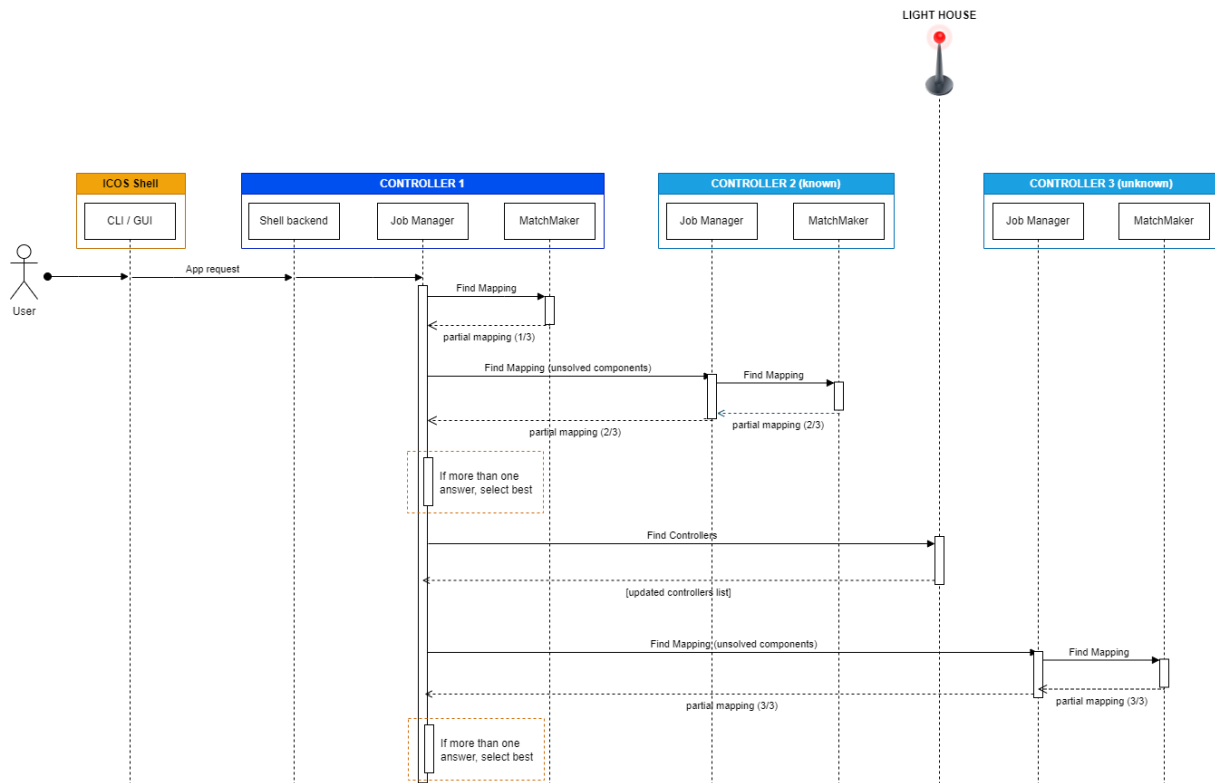 LIGHT HOUSE
ICOS Shell
CONTROLLER 1
CONTROLLER 2 (known)
CONTROLLER 3 (unknown)
CLI / GUI
Shell backend
Job Manager
MatchMaker
Job Manager
MatchMaker
Job Manager
MatchMaker
User
App request
Find Mapping
partial mapping (1/3)
Find Mapping (unsolved components)
Find Mapping
partial mapping (2/3)
partial mapping (2/3)
If more than one
answer, select best
Find Controllers
[updated controllers list]
Find Mapping (unsolved components)
Find Mapping
partial mapping (3/3)
partial mapping (3/3)
If more than one
answer, select best